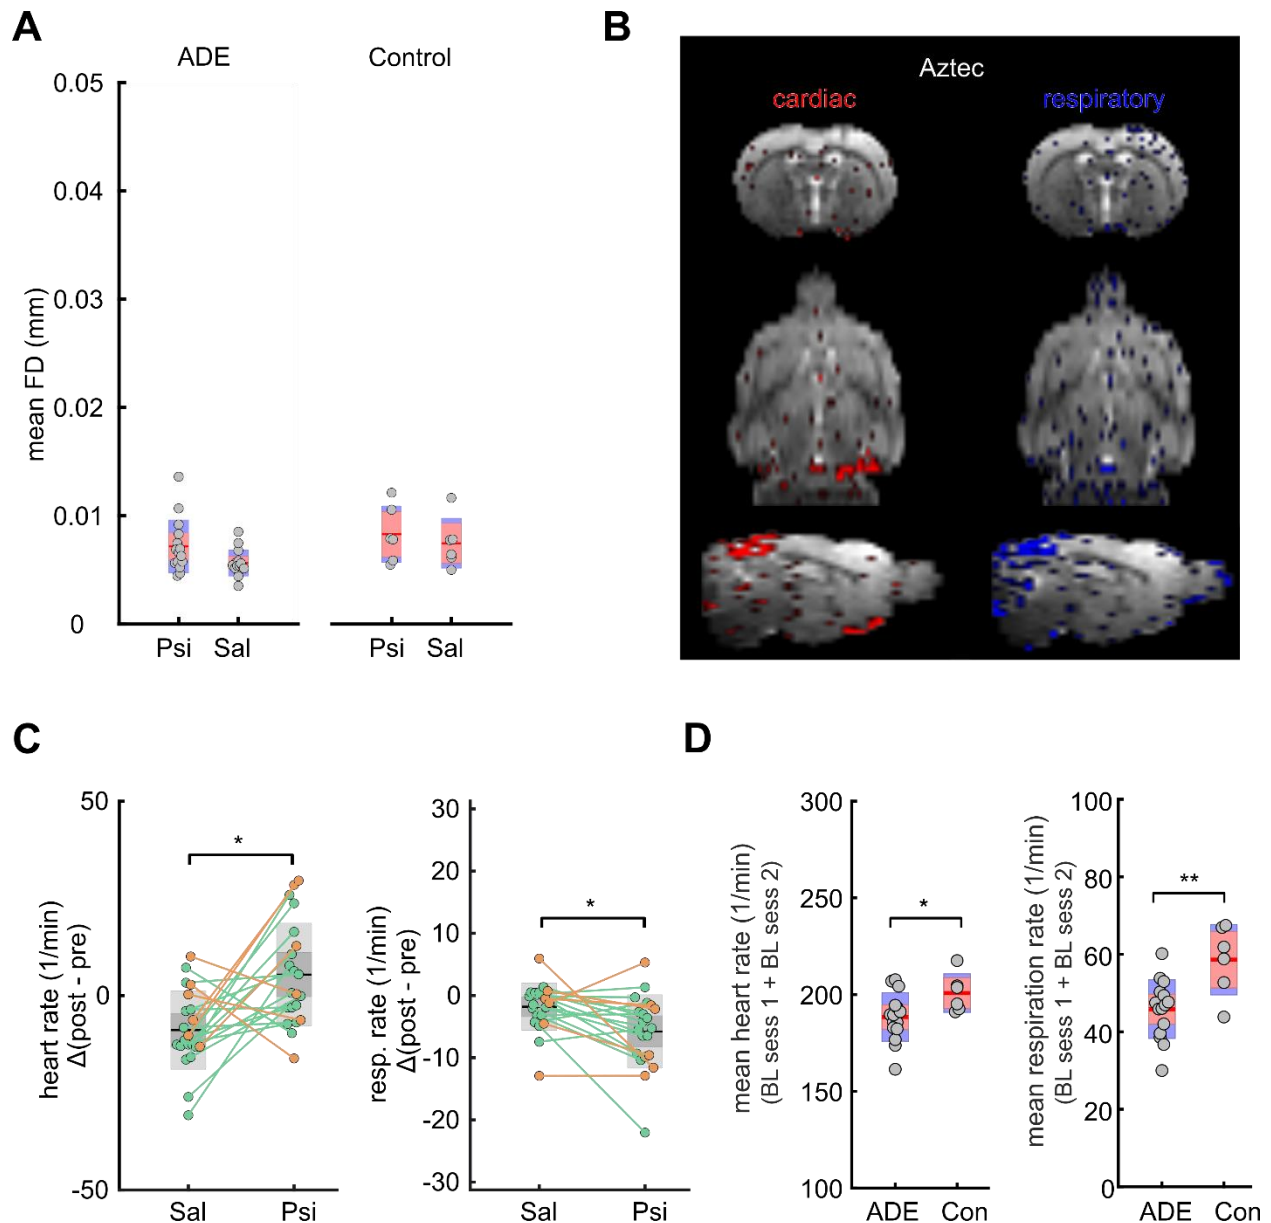 A
ADE
Control
0.05
0.04
0.03
0.02
0.01
0
mean FD (mm)
Psi
Sal
Psi
Sal
B
Aztec
cardiac
respiratory
C
50
0
-50
heart rate (1/min)
Δ(post - pre)
*
Sal
Psi
30
20
10
0
-10
-20
-30
resp. rate (1/min)
Δ(post - pre)
*
Sal
Psi
D
300
250
200
150
100
mean heart rate (1/min)
(BL sess 1 + BL sess 2)
*
ADE
Con
100
80
60
40
20
0
mean respiration rate (1/min)
(BL sess 1 + BL sess 2)
**
ADE
Con